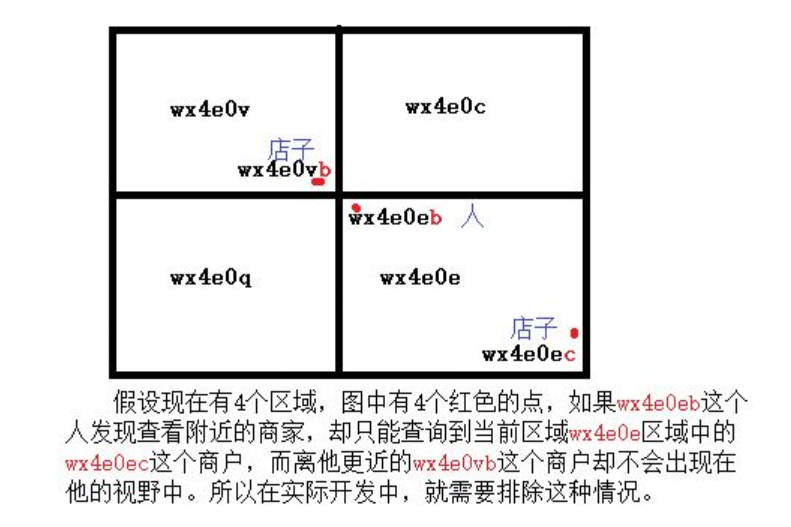 wx4e0v
wx4e0c
店子
wx4e0vb
wx4e0eb 人
wx4e0q
wx4e0e
店子
wx4e0ec
假设现在有4个区域，图中有4个红色的点，如果wx4e0eb这个
人发现查看附近的商家，却只能查询到当前区域wx4e0e区域中的
wx4e0ec这个商户，而离他更近的wx4e0vb这个商户却不会出现在
他的视野中。所以在实际开发中，就需要排除这种情况。